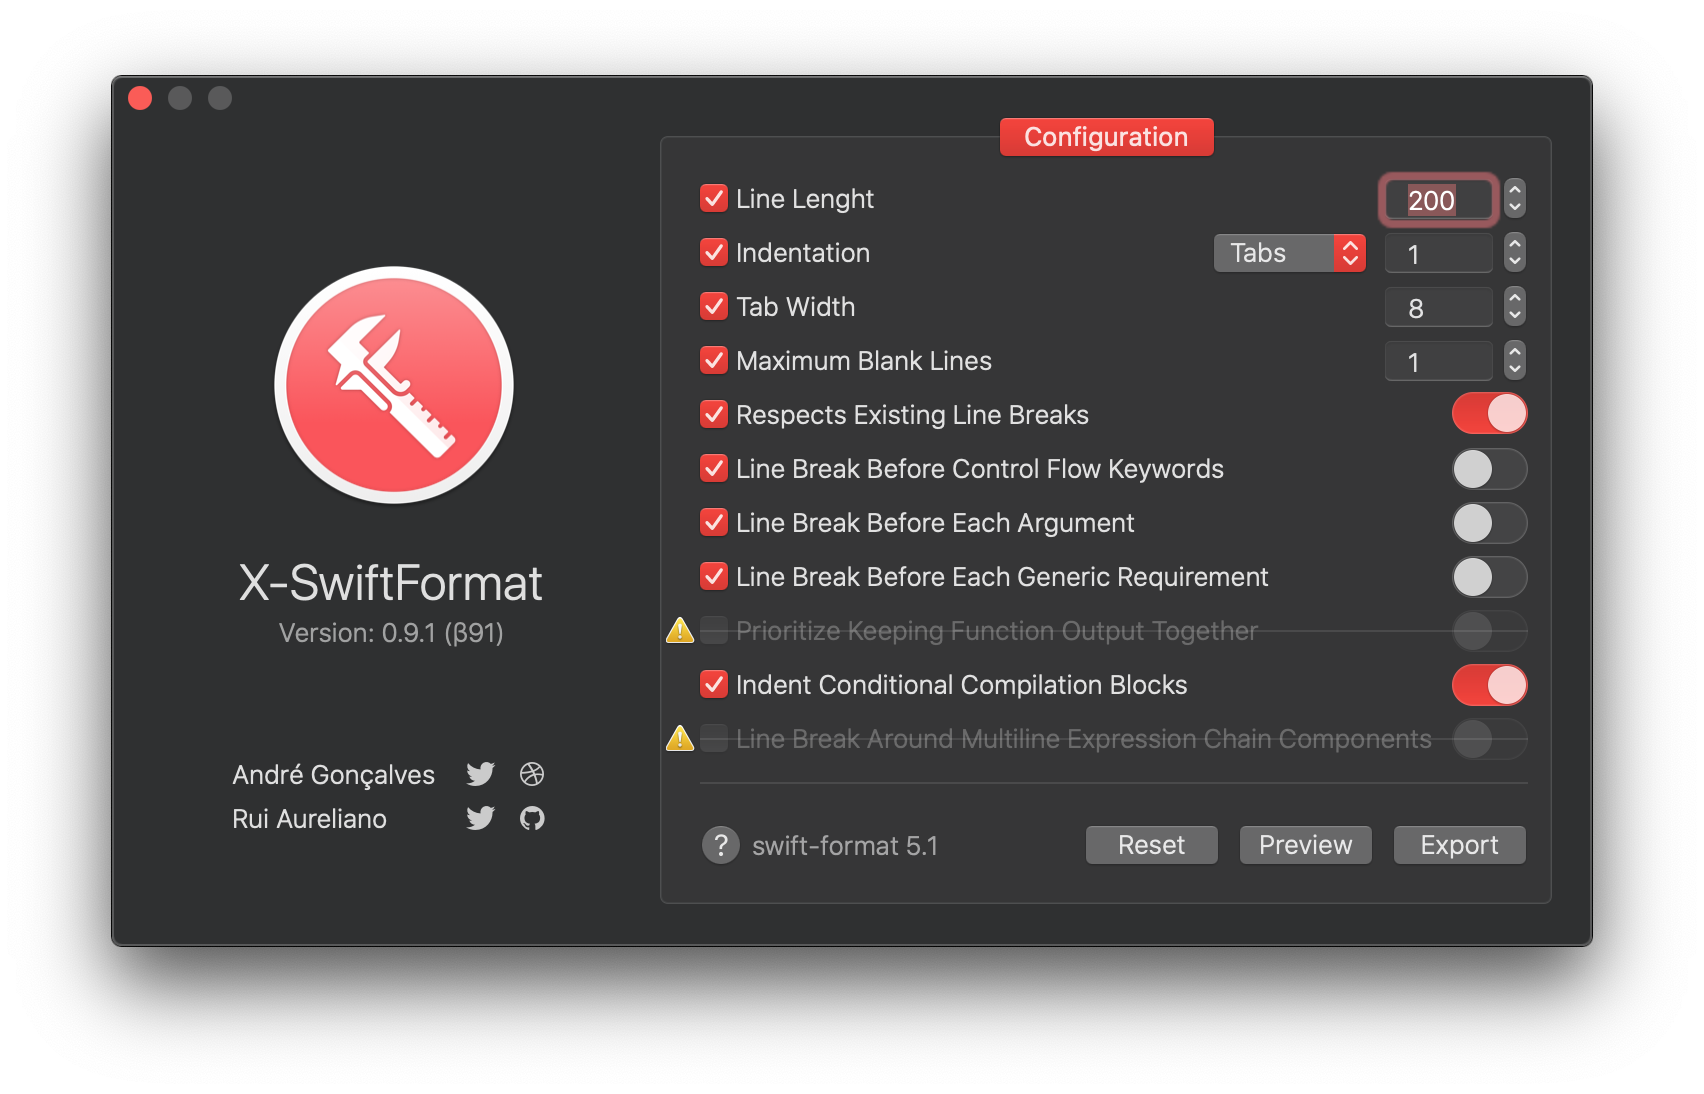 Configuration
Line Lenght 200
Indentation Tabs 1
Tab Width 8
Maximum Blank Lines 1
Respects Existing Line Breaks
Line Break Before Control Flow Keywords
Line Break Before Each Argument
Line Break Before Each Generic Requirement
Prioritize Keeping Function Output Together
Indent Conditional Compilation Blocks
Line Break Around Multiline Expression Chain Components
? swift-format 5.1 Reset Preview Export
X-SwiftFormat
Version: 0.9.1 (β91)
André Gonçalves
Rui Aureliano